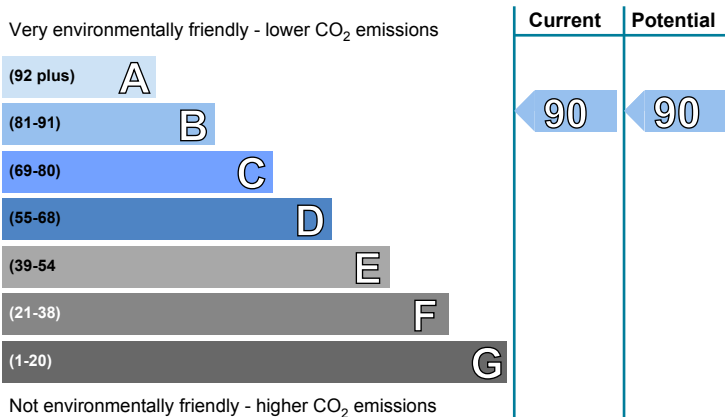 Current Potential
Very environmentally friendly - lower CO₂ emissions
(92 plus) A
(81-91) B 90 90
(69-80) C
(55-68) D
(39-54 E
(21-38) F
(1-20) G
Not environmentally friendly - higher CO₂ emissions